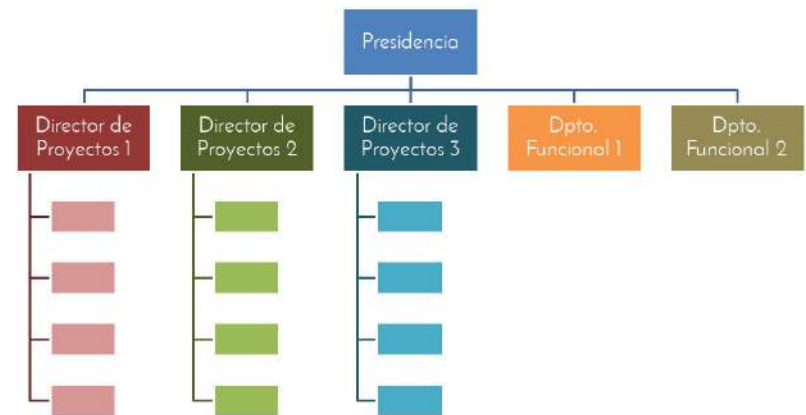 Presidencia
Director de
Proyectos 1
Director de
Proyectos 2
Director de
Proyectos 3
Dpto.
Funcional 1
Dpto.
Funcional 2